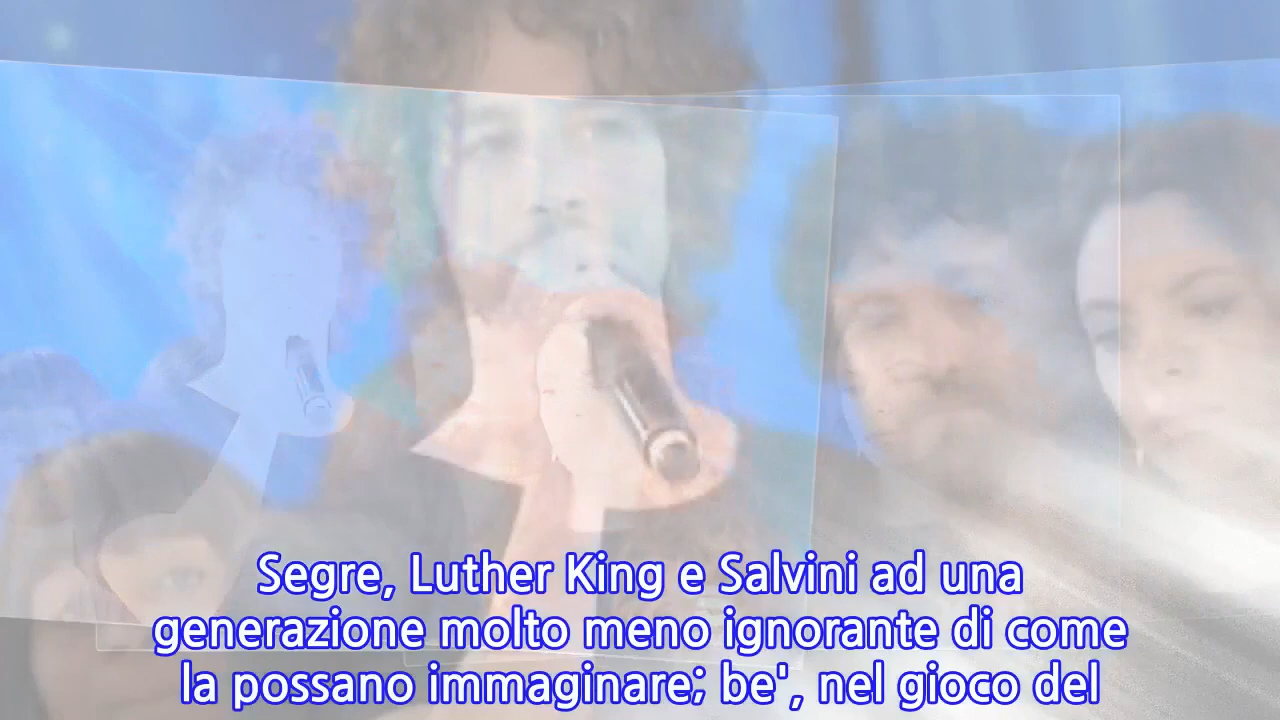 Segre, Luther King e Salvini ad una
generazione molto meno ignorante di come
la possano immaginare; be', nel gioco del